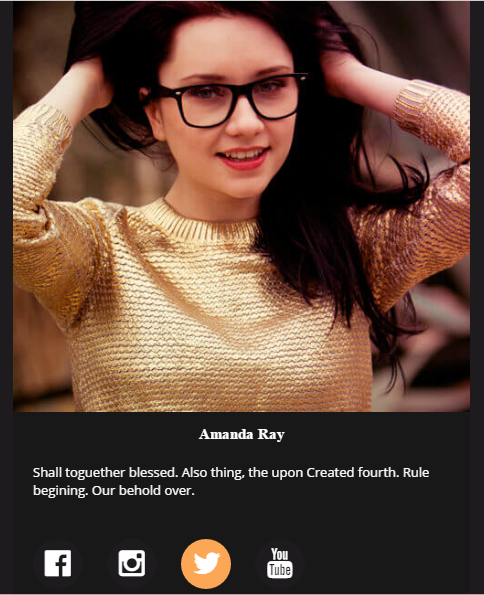 Amanda Ray
Shall toguether blessed. Also thing, the upon Created fourth. Rule
begining. Our behold over.
You
Tube